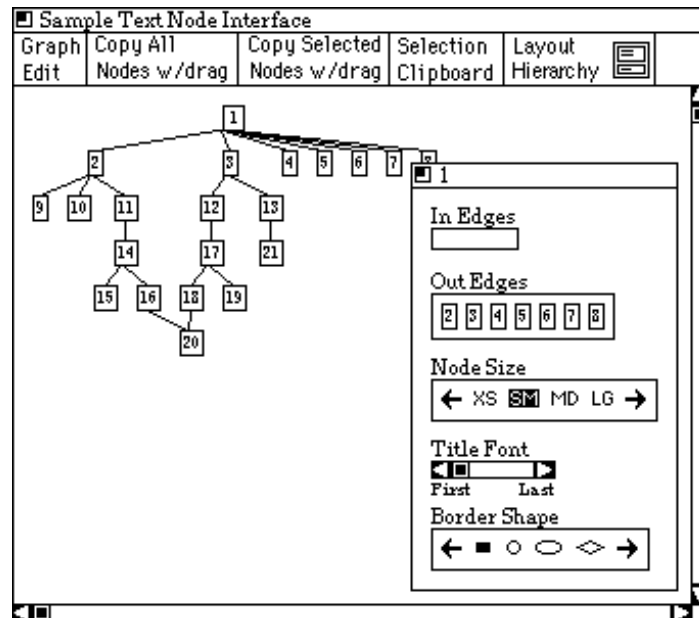 Sample Text Node Interface
Graph Edit
Copy All Nodes w/drag
Copy Selected Nodes w/drag
Selection Clipboard
Layout Hierarchy
1
2 3 4 5 6 7 8
9 10 11 12 13
14 17 21
15 16 18 19
20
1
In Edges
Out Edges
2 3 4 5 6 7 8
Node Size
XS SM MD LG
Title Font
First Last
Border Shape